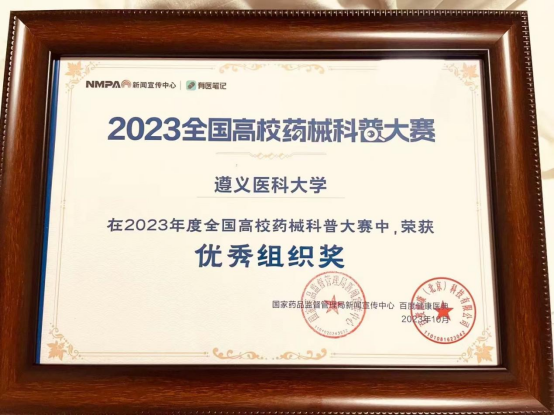 NMPA 新闻宣传中心 | 有医笔记
2023全国高校药械科普大赛
遵义医科大学
在2023年度全国高校药械科普大赛中,荣获
优秀组织奖
国家药品监督管理局新闻宣传中心 百度健康医典
2023年10月